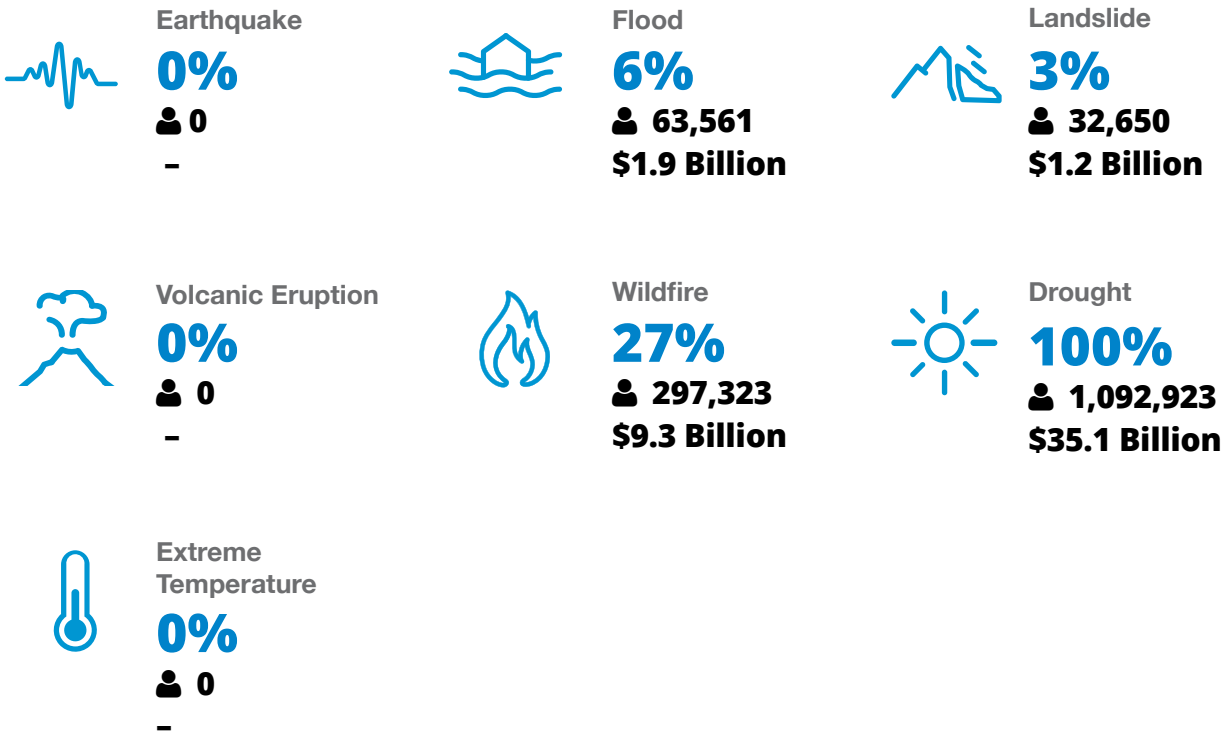 Earthquake
0%
0
–
Flood
6%
63,561
$1.9 Billion
Landslide
3%
32,650
$1.2 Billion
Volcanic Eruption
0%
0
–
Wildfire
27%
297,323
$9.3 Billion
Drought
100%
1,092,923
$35.1 Billion
Extreme
Temperature
0%
0
–